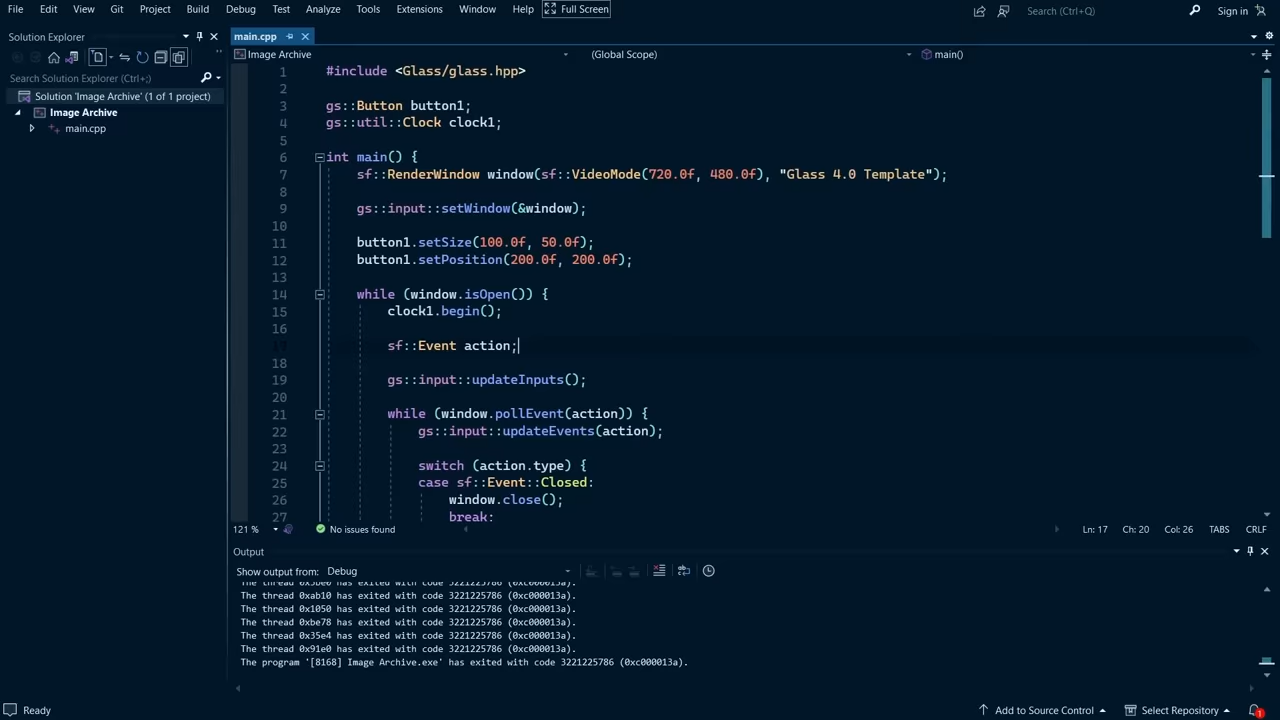 File Edit View Git Project Build Debug Test Analyze Tools Extensions Window Help Full Screen Search (Ctrl+Q) Sign in
Solution Explorer
Search Solution Explorer (Ctrl+;)
Solution 'Image Archive' (1 of 1 project)
Image Archive
main.cpp
main.cpp
Image Archive (Global Scope) main()
1 #include <Glass/glass.hpp>
2
3 gs::Button button1;
4 gs::util::Clock clock1;
5
6 int main() {
7 sf::RenderWindow window(sf::VideoMode(720.0f, 480.0f), "Glass 4.0 Template");
8
9 gs::input::setWindow(&window);
10
11 button1.setSize(100.0f, 50.0f);
12 button1.setPosition(200.0f, 200.0f);
13
14 while (window.isOpen()) {
15 clock1.begin();
16
17 sf::Event action;
18
19 gs::input::updateInputs();
20
21 while (window.pollEvent(action)) {
22 gs::input::updateEvents(action);
23
24 switch (action.type) {
25 case sf::Event::Closed:
26 window.close();
27 break;
121 % No issues found Ln: 17 Ch: 20 Col: 26 TABS CRLF
Output
Show output from: Debug
The thread 0x5be0 has exited with code 3221225786 (0xc000013a).
The thread 0xab10 has exited with code 3221225786 (0xc000013a).
The thread 0x1050 has exited with code 3221225786 (0xc000013a).
The thread 0xbe78 has exited with code 3221225786 (0xc000013a).
The thread 0x35e4 has exited with code 3221225786 (0xc000013a).
The thread 0x91e0 has exited with code 3221225786 (0xc000013a).
The program '[8168] Image Archive.exe' has exited with code 3221225786 (0xc000013a).
Ready Add to Source Control Select Repository 1